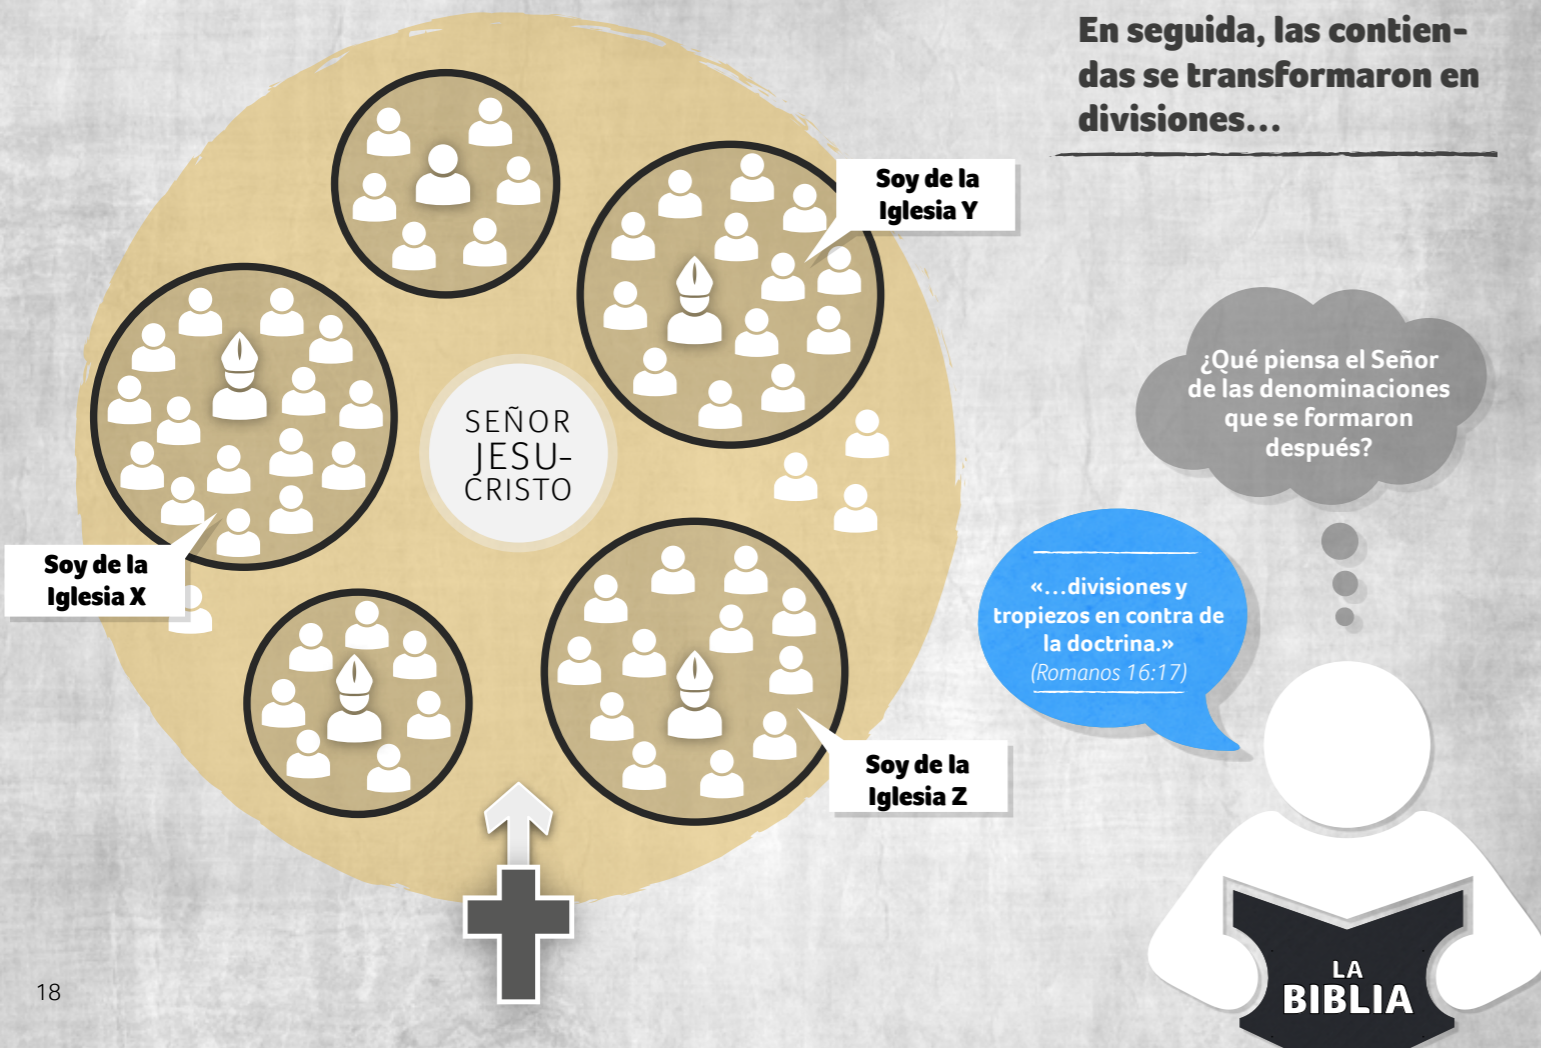 En seguida, las contien-
das se transformaron en
divisiones...
Soy de la
Iglesia Y
¿Qué piensa el Señor
de las denominaciones
que se formaron
después?
SEÑOR
JESU-
CRISTO
Soy de la
Iglesia X
«...divisiones y
tropiezos en contra de
la doctrina.»
(Romanos 16:17)
Soy de la
Iglesia Z
LA
BIBLIA
18